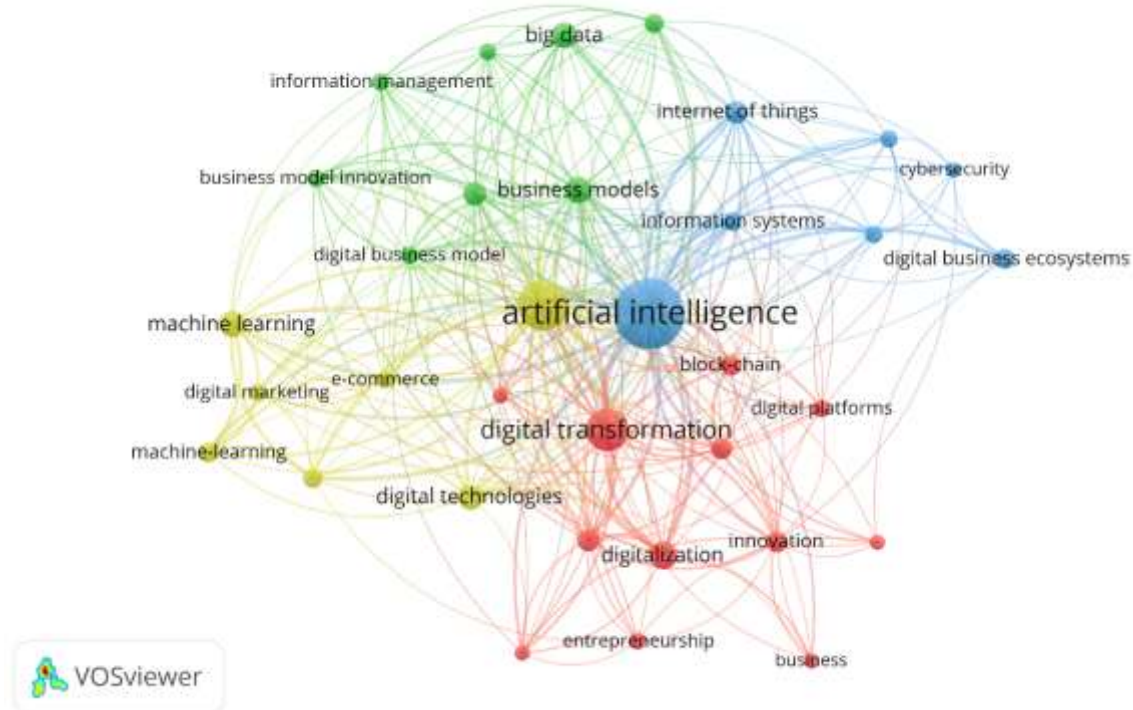 big data
information management
internet of things
cybersecurity
business model innovation
business models
information systems
digital business model
digital business ecosystems
artificial intelligence
machine learning
block-chain
e-commerce
digital marketing
digital platforms
digital transformation
machine-learning
digital technologies
innovation
digitalization
entrepreneurship
business
VOSviewer